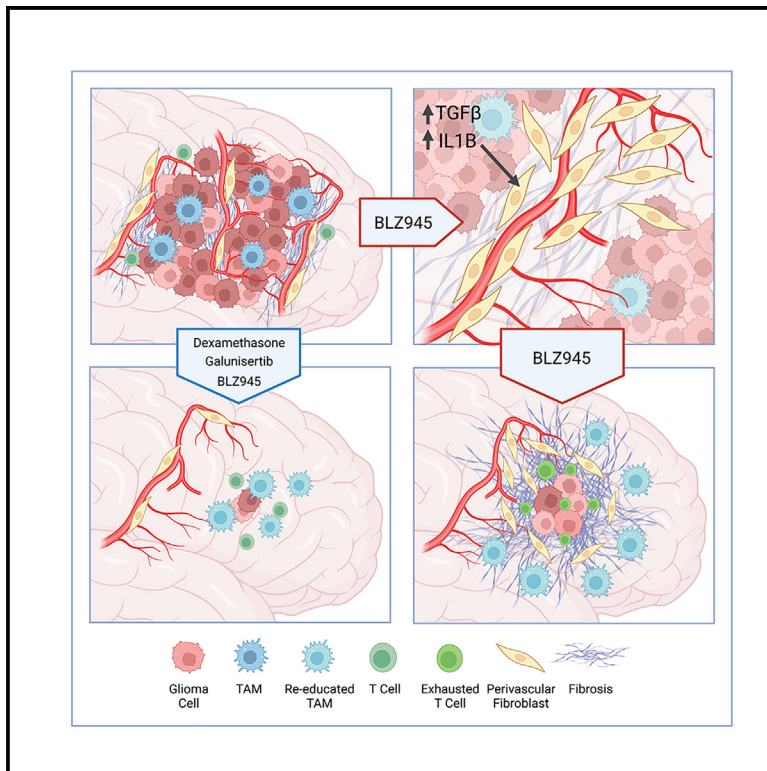 TGFβ
IL1B
BLZ945
Dexamethasone
Galunisertib
BLZ945
BLZ945
Glioma
Cell
TAM
Re-educated
TAM
T Cell
Exhausted
T Cell
Perivascular
Fibroblast
Fibrosis